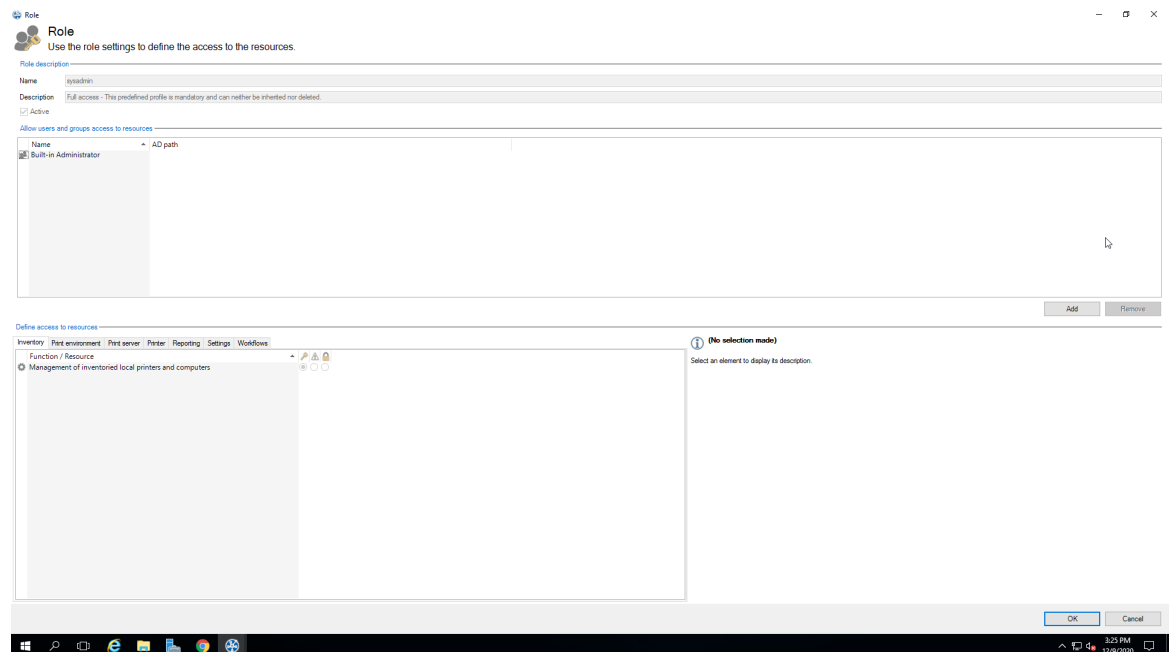 Role
Role
Use the role settings to define the access to the resources.
Role description
Name sysadmin
Description Full access - This predefined profile is mandatory and can neither be inherited nor deleted.
Active
Allow users and groups access to resources
Name AD path
Built-in Administrator
Add Remove
Define access to resources
Inventory Print environment Print server Printer Reporting Settings Workflows
(No selection made)
Function / Resource
Select an element to display its description.
Management of inventoried local printers and computers
OK Cancel
3:25 PM
12/9/2020